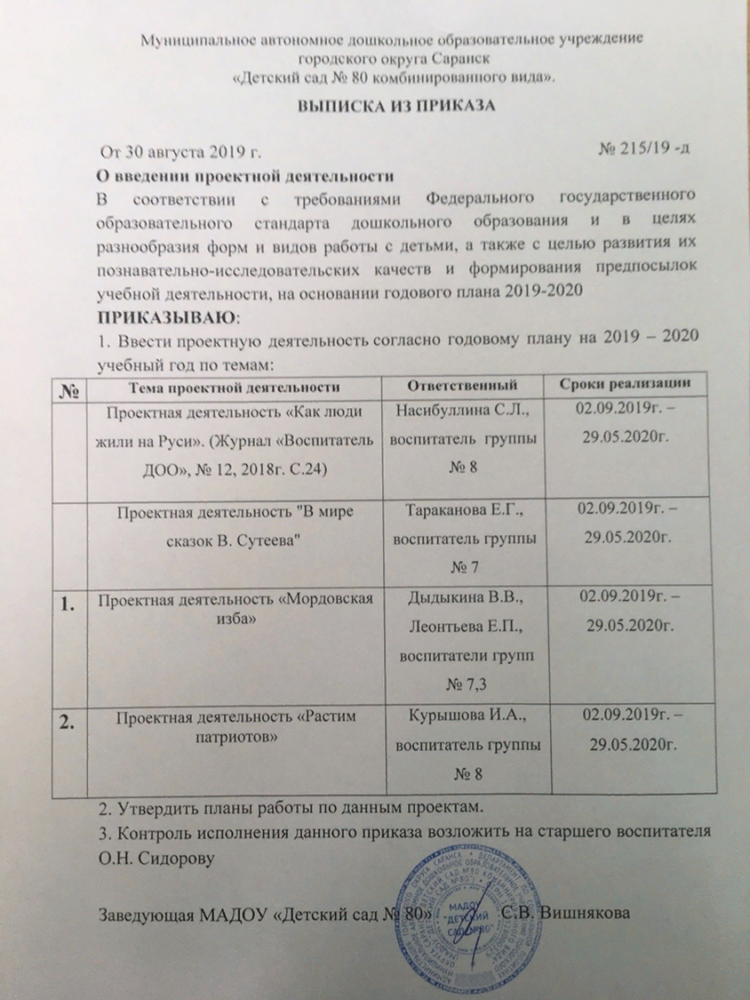 Муниципальное автономное дошкольное образовательное учреждение
городского округа Саранск
«Детский сад № 80 комбинированного вида».
ВЫПИСКА ИЗ ПРИКАЗА
От 30 августа 2019 г. № 215/19 -д
О введении проектной деятельности
В соответствии с требованиями Федерального государственного
образовательного стандарта дошкольного образования и в целях
разнообразия форм и видов работы с детьми, а также с целью развития их
познавательно-исследовательских качеств и формирования предпосылок
учебной деятельности, на основании годового плана 2019-2020
ПРИКАЗЫВАЮ:
1. Ввести проектную деятельность согласно годовому плану на 2019 – 2020
учебный год по темам:
№ Тема проектной деятельности Ответственный Сроки реализации
Проектная деятельность «Как люди
жили на Руси». (Журнал «Воспитатель
ДОО», № 12, 2018г. С.24)
Насибуллина С.Л.,
воспитатель группы
№ 8
02.09.2019г. –
29.05.2020г.
Проектная деятельность "В мире
сказок В. Сутеева"
Тараканова Е.Г.,
воспитатель группы
№ 7
02.09.2019г. –
29.05.2020г.
1.
Проектная деятельность «Мордовская
изба»
Дыдыкина В.В.,
Леонтьева Е.П.,
воспитатели групп
№ 7,3
02.09.2019г. –
29.05.2020г.
2.
Проектная деятельность «Растим
патриотов»
Курышова И.А.,
воспитатель группы
№ 8
02.09.2019г. –
29.05.2020г.
2. Утвердить планы работы по данным проектам.
3. Контроль исполнения данного приказа возложить на старшего воспитателя
О.Н. Сидорову
Заведующая МАДОУ «Детский сад № 80» С.В. Вишнякова
МАДОУ
"ДЕТСКИЙ
САД №80"